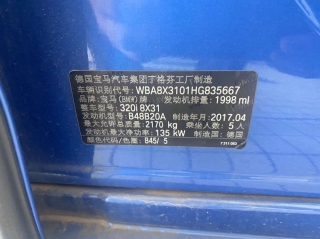 德国宝马汽车集团丁格芬工厂制造
车辆识别代号: WBA8X3101HG835667
品牌: 宝马(BMW)牌 发动机排量: 1998 ml
整车型号: 320i 8X31
发动机型号: B48B20A 制造年月: 2017.04
最大允许总质量: 2170 kg 乘坐人数: 5 人
发动机最大净功率: 135 kW 制造国: 德国
颜色代码/色差: B45/ 5